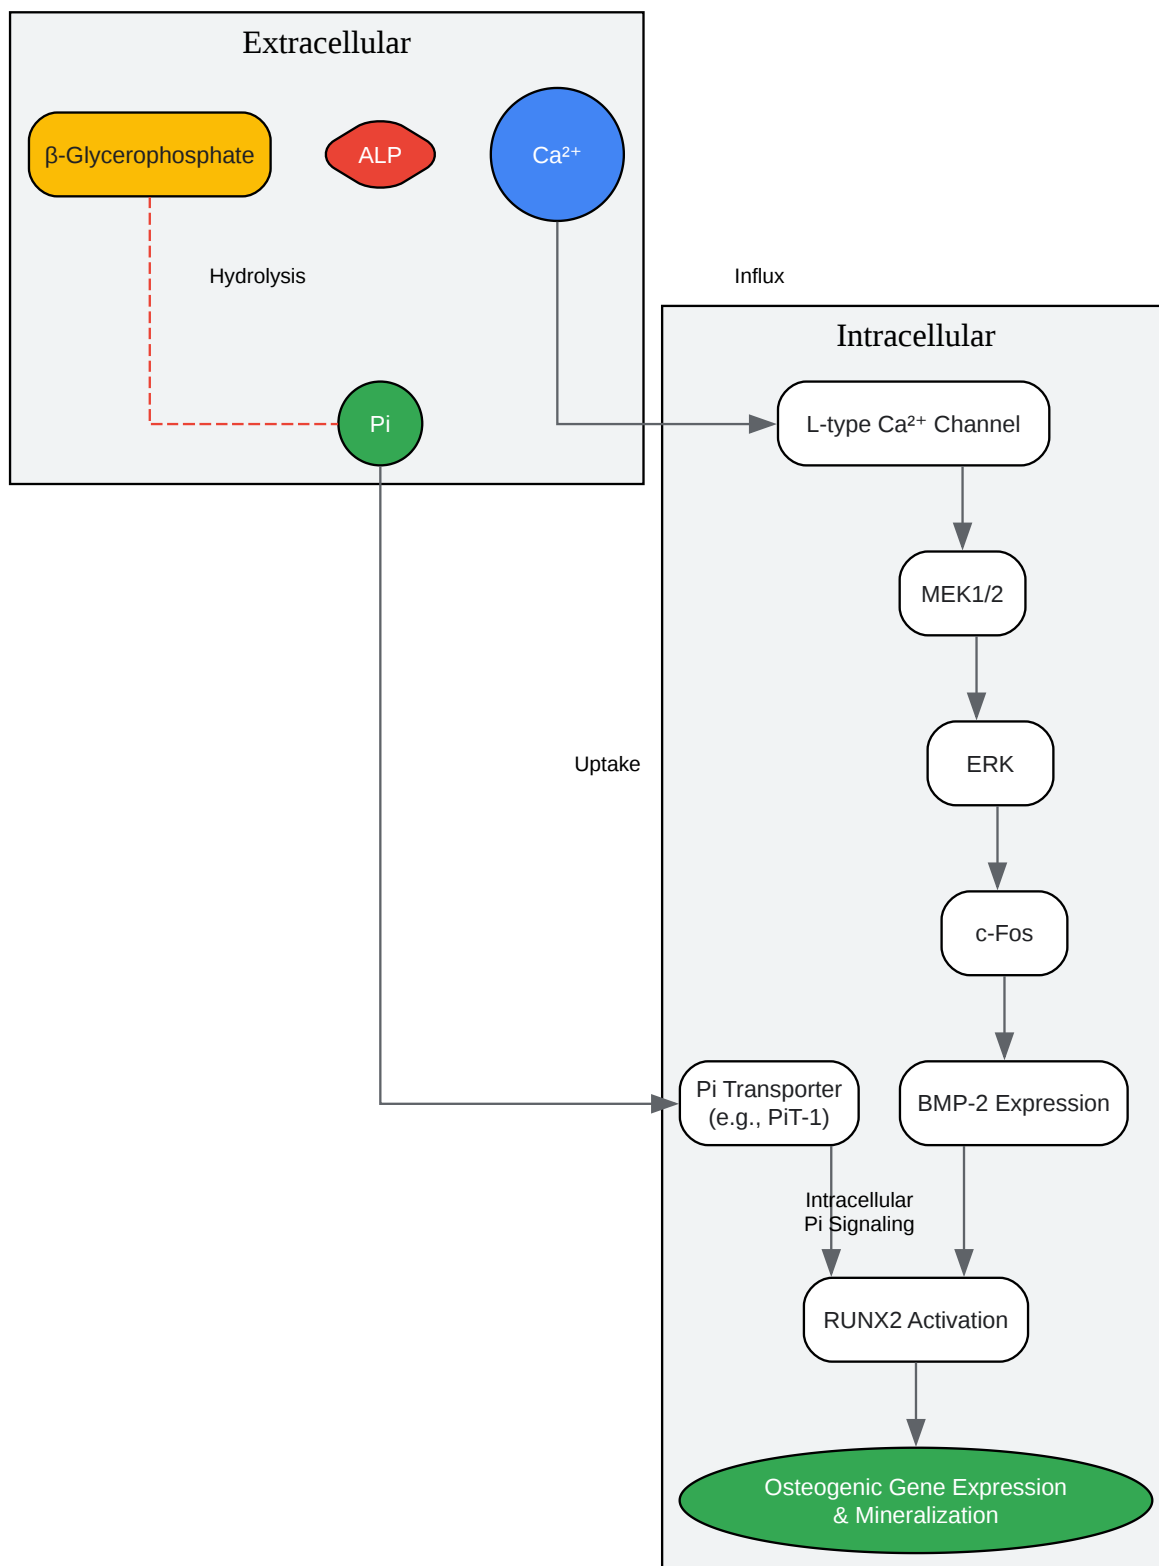 Extracellular
β-Glycerophosphate
ALP
Ca²⁺
Hydrolysis
Influx
Pi
Intracellular
L-type Ca²⁺ Channel
MEK1/2
ERK
Uptake
c-Fos
Pi Transporter
(e.g., PiT-1)
BMP-2 Expression
Intracellular
Pi Signaling
RUNX2 Activation
Osteogenic Gene Expression
& Mineralization